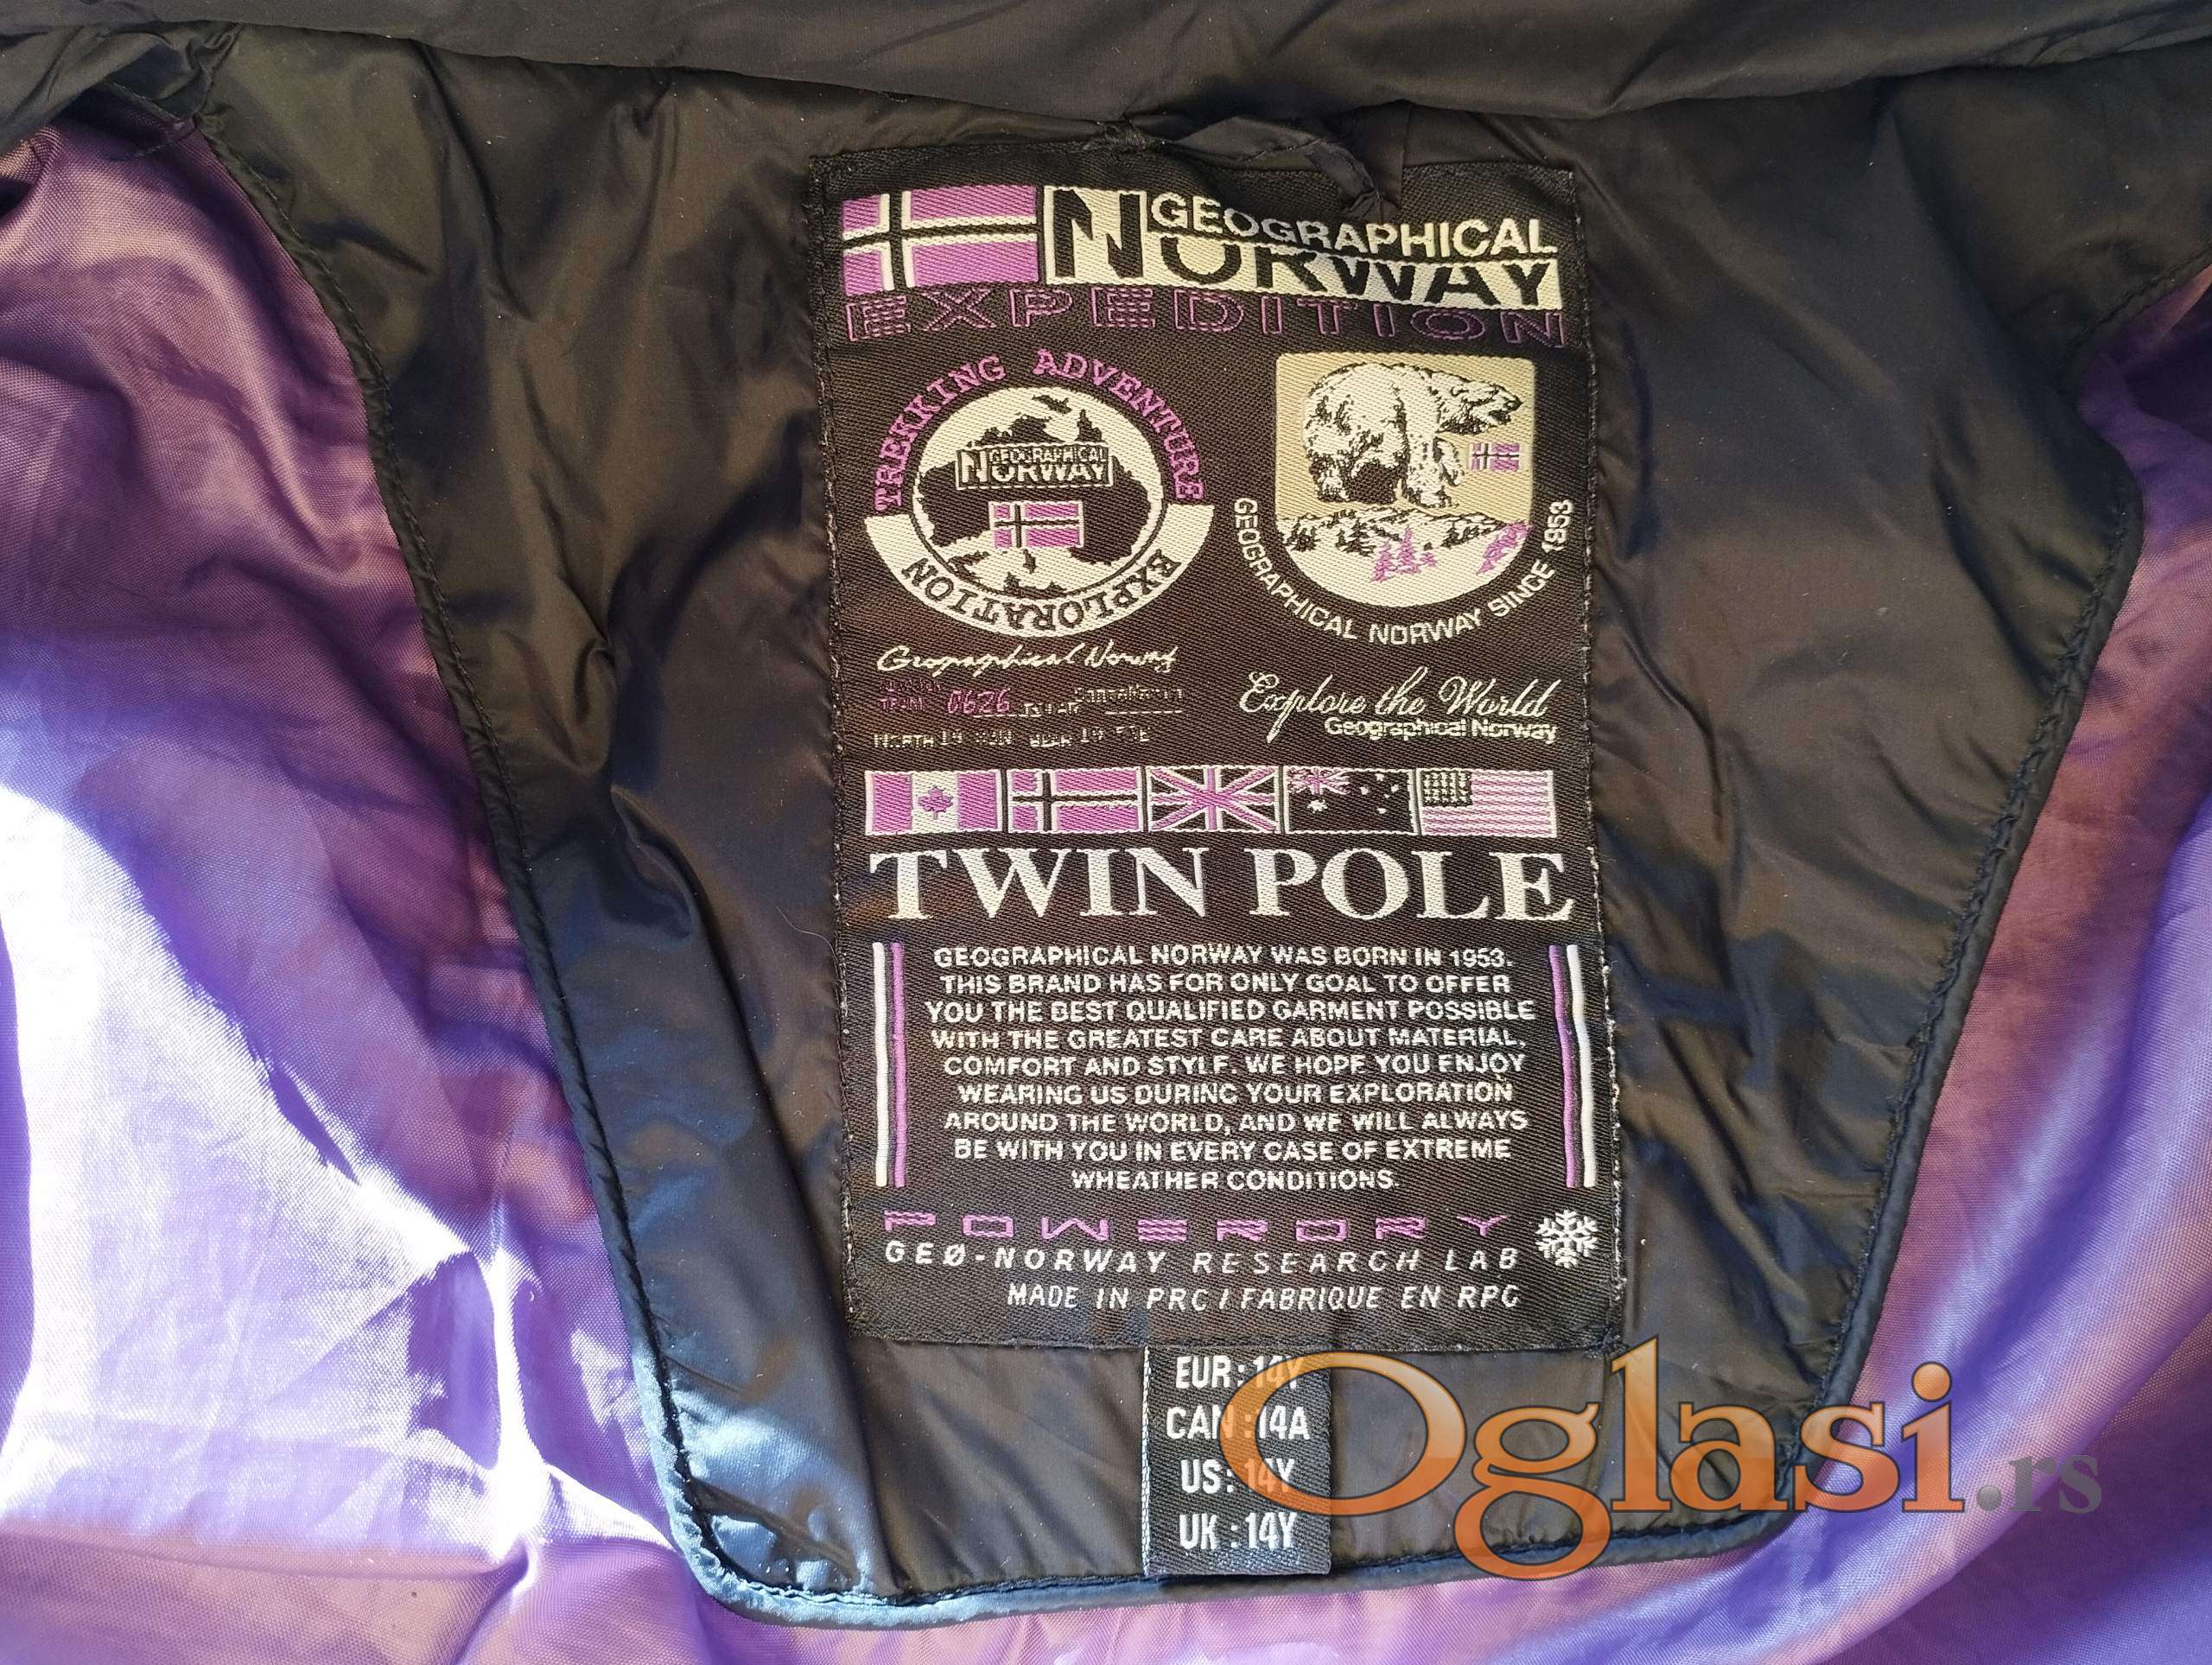 GEOGRAPHICAL
NORWAY
EXPEDITION
TREKKING ADVENTURE
GEOGRAPHICAL
NORWAY
EXPLORATION
GEOGRAPHICAL NORWAY SINCE 1953
Geographical Norway
0626
NORTH
Explore the World
Geographical Norway
TWIN POLE
GEOGRAPHICAL NORWAY WAS BORN IN 1953.
THIS BRAND HAS FOR ONLY GOAL TO OFFER
YOU THE BEST QUALIFIED GARMENT POSSIBLE
WITH THE GREATEST CARE ABOUT MATERIAL,
COMFORT AND STYLE. WE HOPE YOU ENJOY
WEARING US DURING YOUR EXPLORATION
AROUND THE WORLD, AND WE WILL ALWAYS
BE WITH YOU IN EVERY CASE OF EXTREME
WHEATHER CONDITIONS.
POWERDRY
GEØ-NORWAY RESEARCH LAB
MADE IN PRC / FABRIQUE EN RPC
EUR: 14Y
CAN: 14A
US: 14Y
UK: 14Y
Oglasi.rs